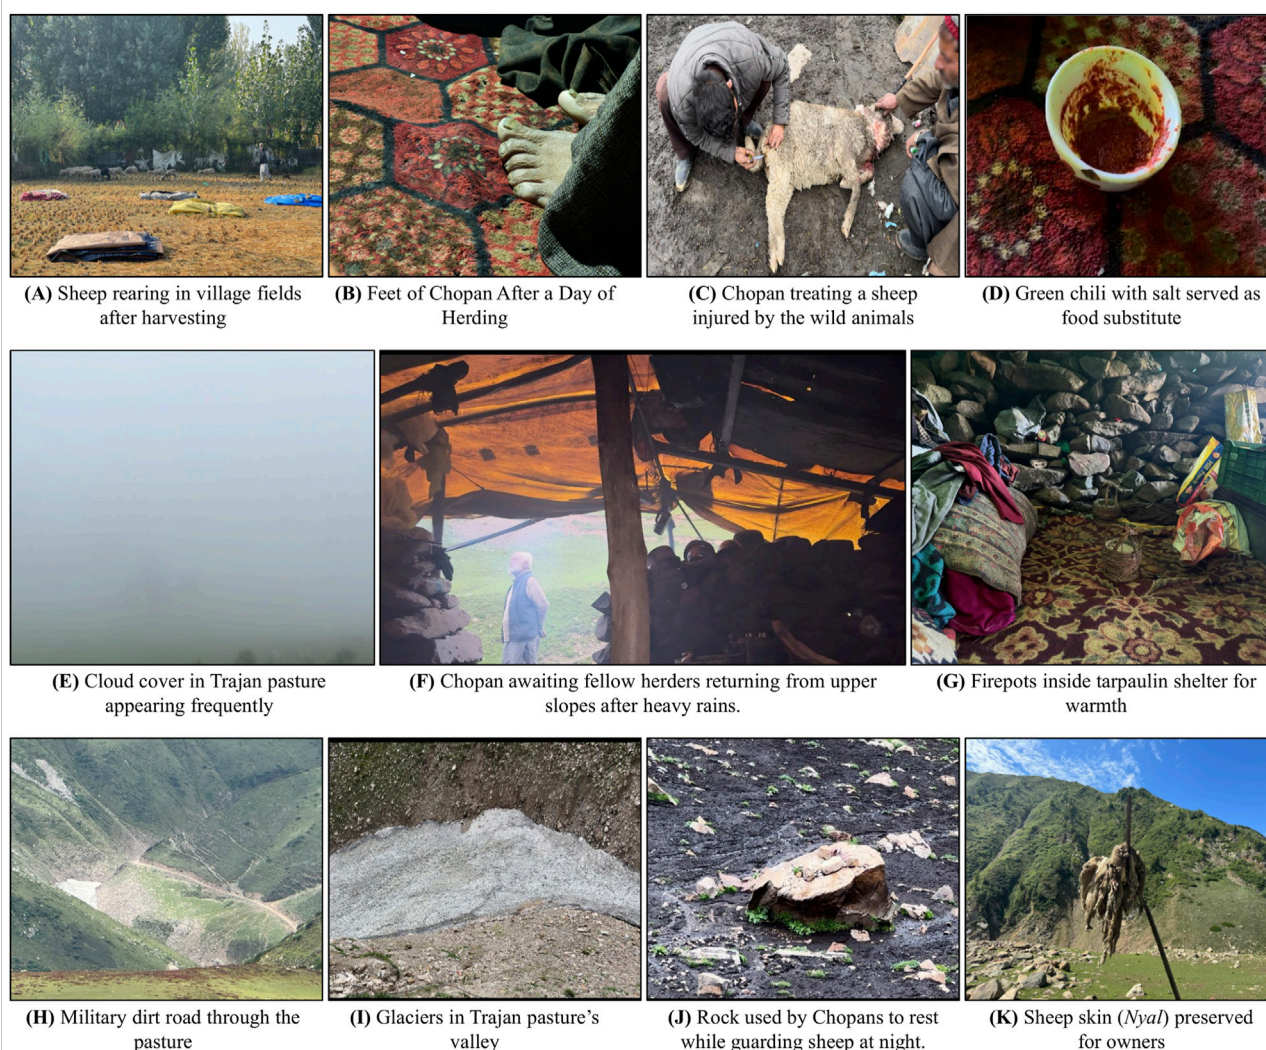 (A) Sheep rearing in village fields
after harvesting
(B) Feet of Chopan After a Day of
Herding
(C) Chopan treating a sheep
injured by the wild animals
(D) Green chili with salt served as
food substitute
(E) Cloud cover in Trajan pasture
appearing frequently
(F) Chopan awaiting fellow herders returning from upper
slopes after heavy rains.
(G) Firepots inside tarpaulin shelter for
warmth
(H) Military dirt road through the
pasture
(I) Glaciers in Trajan pasture’s
valley
(J) Rock used by Chopans to rest
while guarding sheep at night.
(K) Sheep skin (Nyal) preserved
for owners